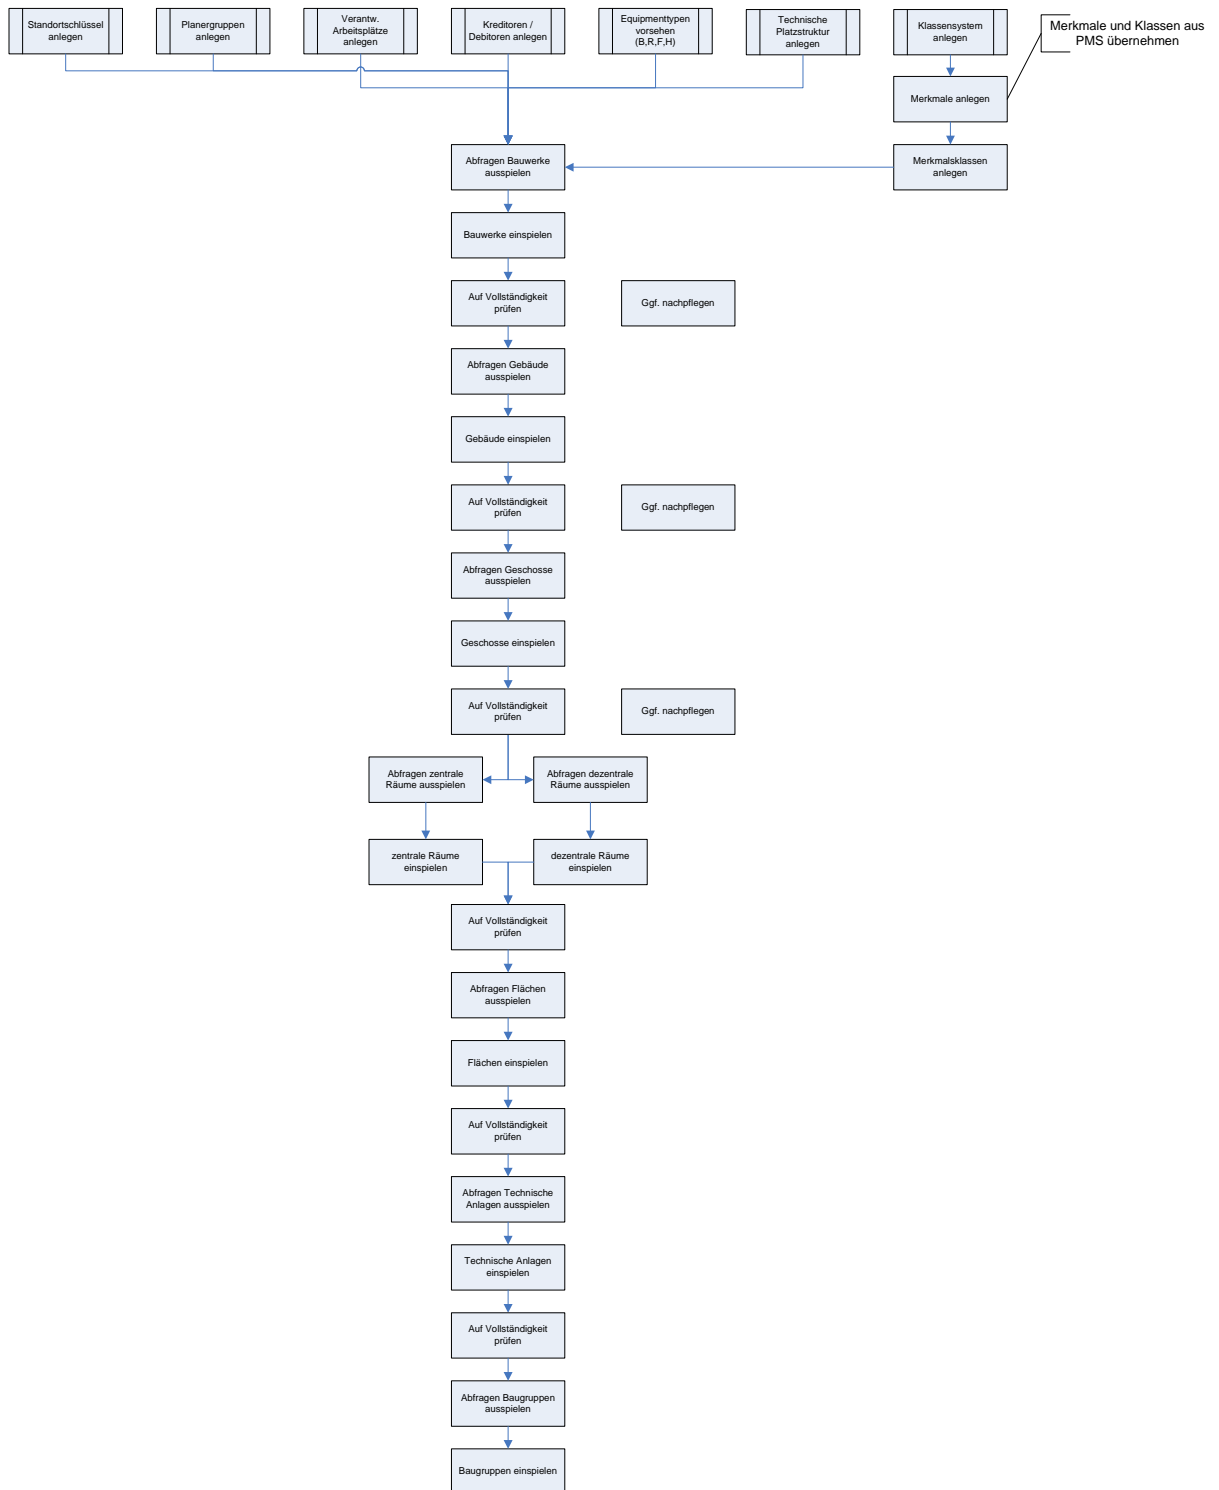 Standortschlüssel
anlegen
Planergruppen
anlegen
Verantw.
Arbeitsplätze
anlegen
Kreditoren /
Debitoren anlegen
Equipmenttypen
vorsehen
(B,R,F,H)
Technische
Platzstruktur
anlegen
Klassensystem
anlegen
Merkmale und Klassen aus
PMS übernehmen
Merkmale anlegen
Abfragen Bauwerke
ausspielen
Merkmalsklassen
anlegen
Bauwerke einspielen
Auf Vollständigkeit
prüfen
Ggf. nachpflegen
Abfragen Gebäude
ausspielen
Gebäude einspielen
Auf Vollständigkeit
prüfen
Ggf. nachpflegen
Abfragen Geschosse
ausspielen
Geschosse einspielen
Auf Vollständigkeit
prüfen
Ggf. nachpflegen
Abfragen zentrale
Räume ausspielen
Abfragen dezentrale
Räume ausspielen
zentrale Räume
einspielen
dezentrale Räume
einspielen
Auf Vollständigkeit
prüfen
Abfragen Flächen
ausspielen
Flächen einspielen
Auf Vollständigkeit
prüfen
Abfragen Technische
Anlagen ausspielen
Technische Anlagen
einspielen
Auf Vollständigkeit
prüfen
Abfragen Baugruppen
ausspielen
Baugruppen einspielen